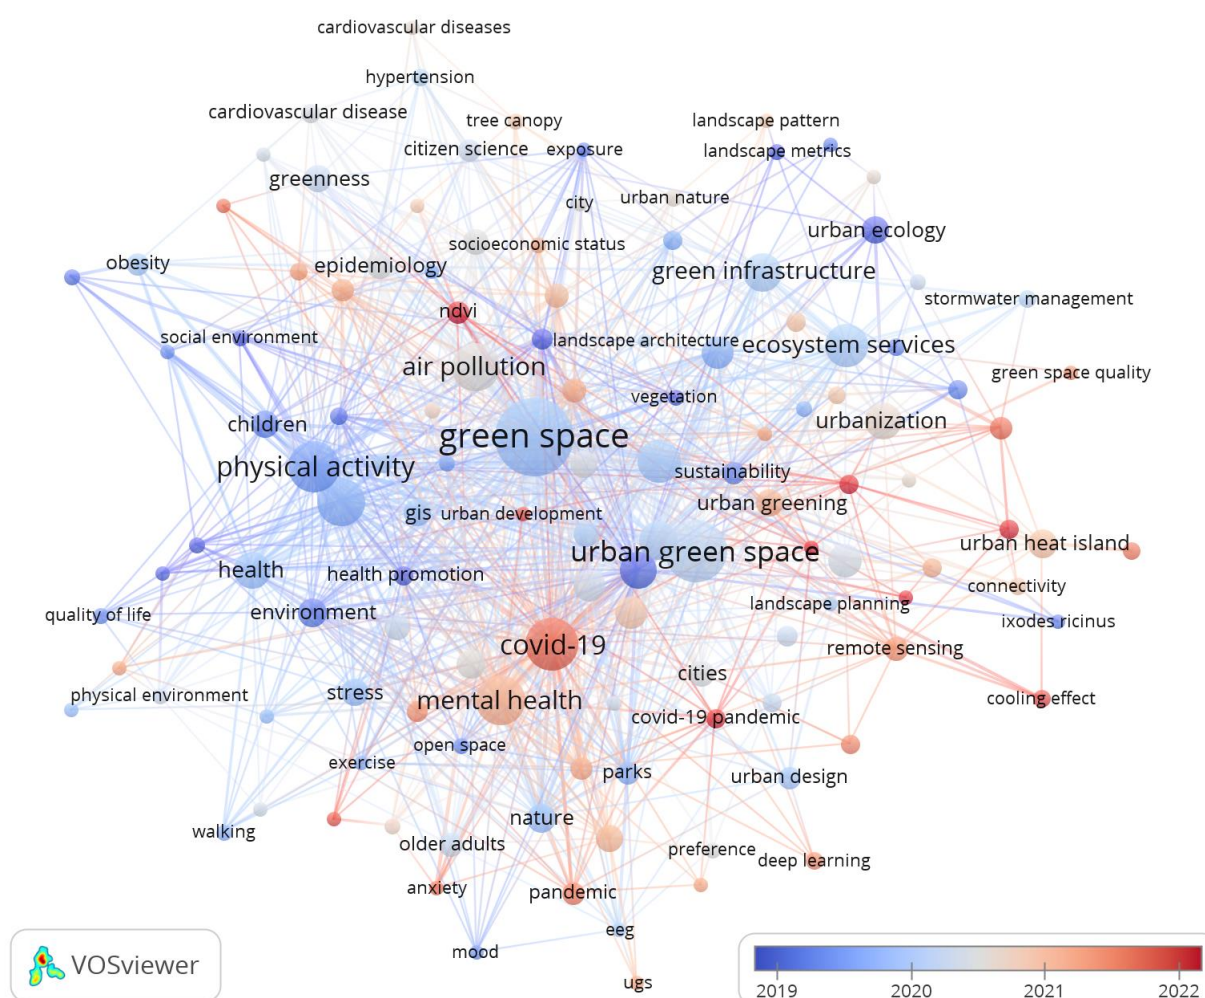 cardiovascular diseases
hypertension
cardiovascular disease
tree canopy
landscape pattern
citizen science
exposure
landscape metrics
greenness
city
urban nature
urban ecology
socioeconomic status
obesity
epidemiology
green infrastructure
stormwater management
ndvi
social environment
landscape architecture
ecosystem services
air pollution
green space quality
vegetation
children
urbanization
green space
physical activity
sustainability
urban greening
gis
urban development
urban green space
urban heat island
health
health promotion
connectivity
landscape planning
quality of life
environment
ixodes ricinus
covid-19
remote sensing
cities
physical environment
stress
mental health
cooling effect
covid-19 pandemic
open space
exercise
parks
urban design
nature
walking
older adults
preference
deep learning
anxiety
pandemic
eeg
mood
ugs
VOSviewer
2019 2020 2021 2022